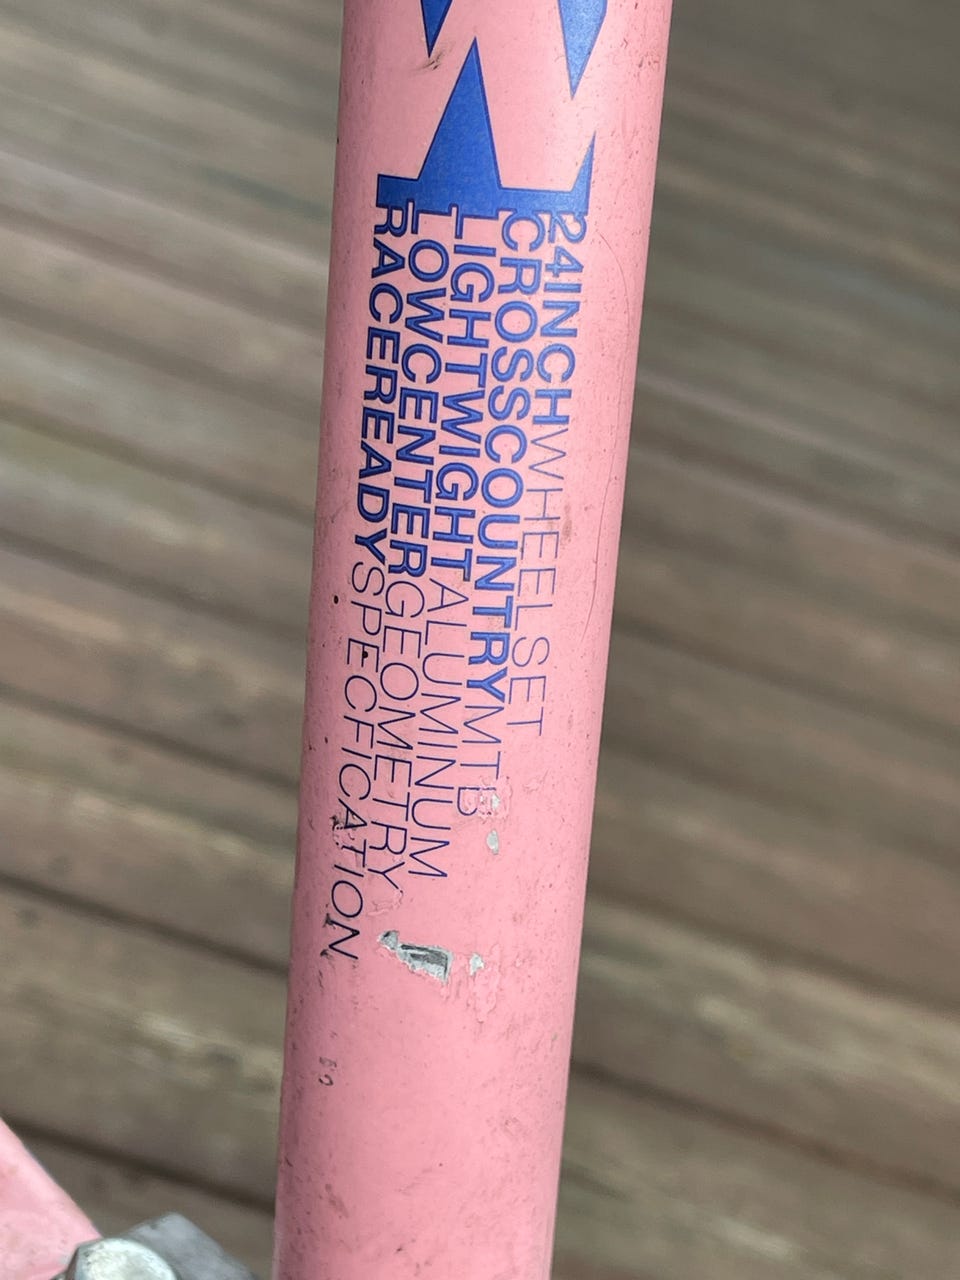 24INCHWHEELSET
CROSSCOUNTRYMTB
LIGHTWIGHTALUMINUM
LOWCENTERGEOMETRY
RACEREADYSPECFICATION